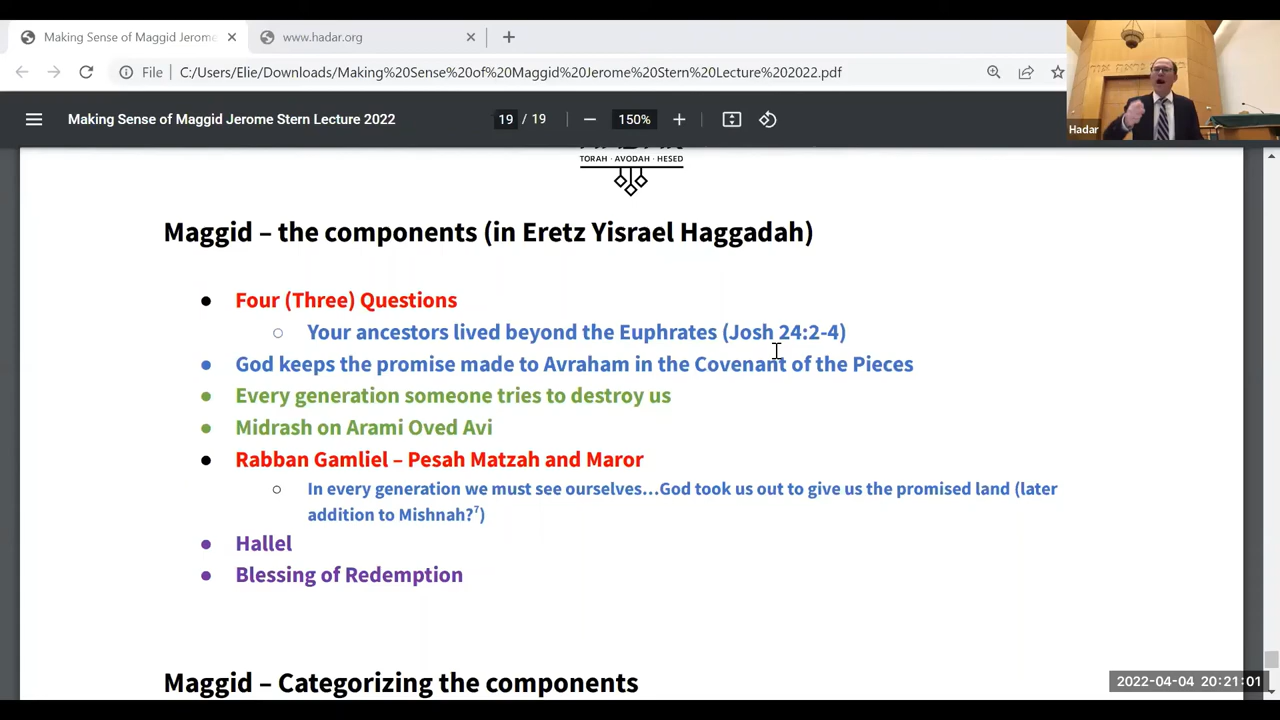 Making Sense of Maggid Jerome
www.hadar.org
File
C:/Users/Elie/Downloads/Making%20Sense%20of%20Maggid%20Jerome%20Stern%20Lecture%202022.pdf
Making Sense of Maggid Jerome Stern Lecture 2022
19 / 19
150%
Hadar
TORAH · AVODAH · HESED
Maggid – the components (in Eretz Yisrael Haggadah)
● Four (Three) Questions
○ Your ancestors lived beyond the Euphrates (Josh 24:2-4)
● God keeps the promise made to Avraham in the Covenant of the Pieces
● Every generation someone tries to destroy us
● Midrash on Arami Oved Avi
● Rabban Gamliel – Pesah Matzah and Maror
○ In every generation we must see ourselves...God took us out to give us the promised land (later
addition to Mishnah?⁷)
● Hallel
● Blessing of Redemption
Maggid – Categorizing the components
2022-04-04 20:21:01